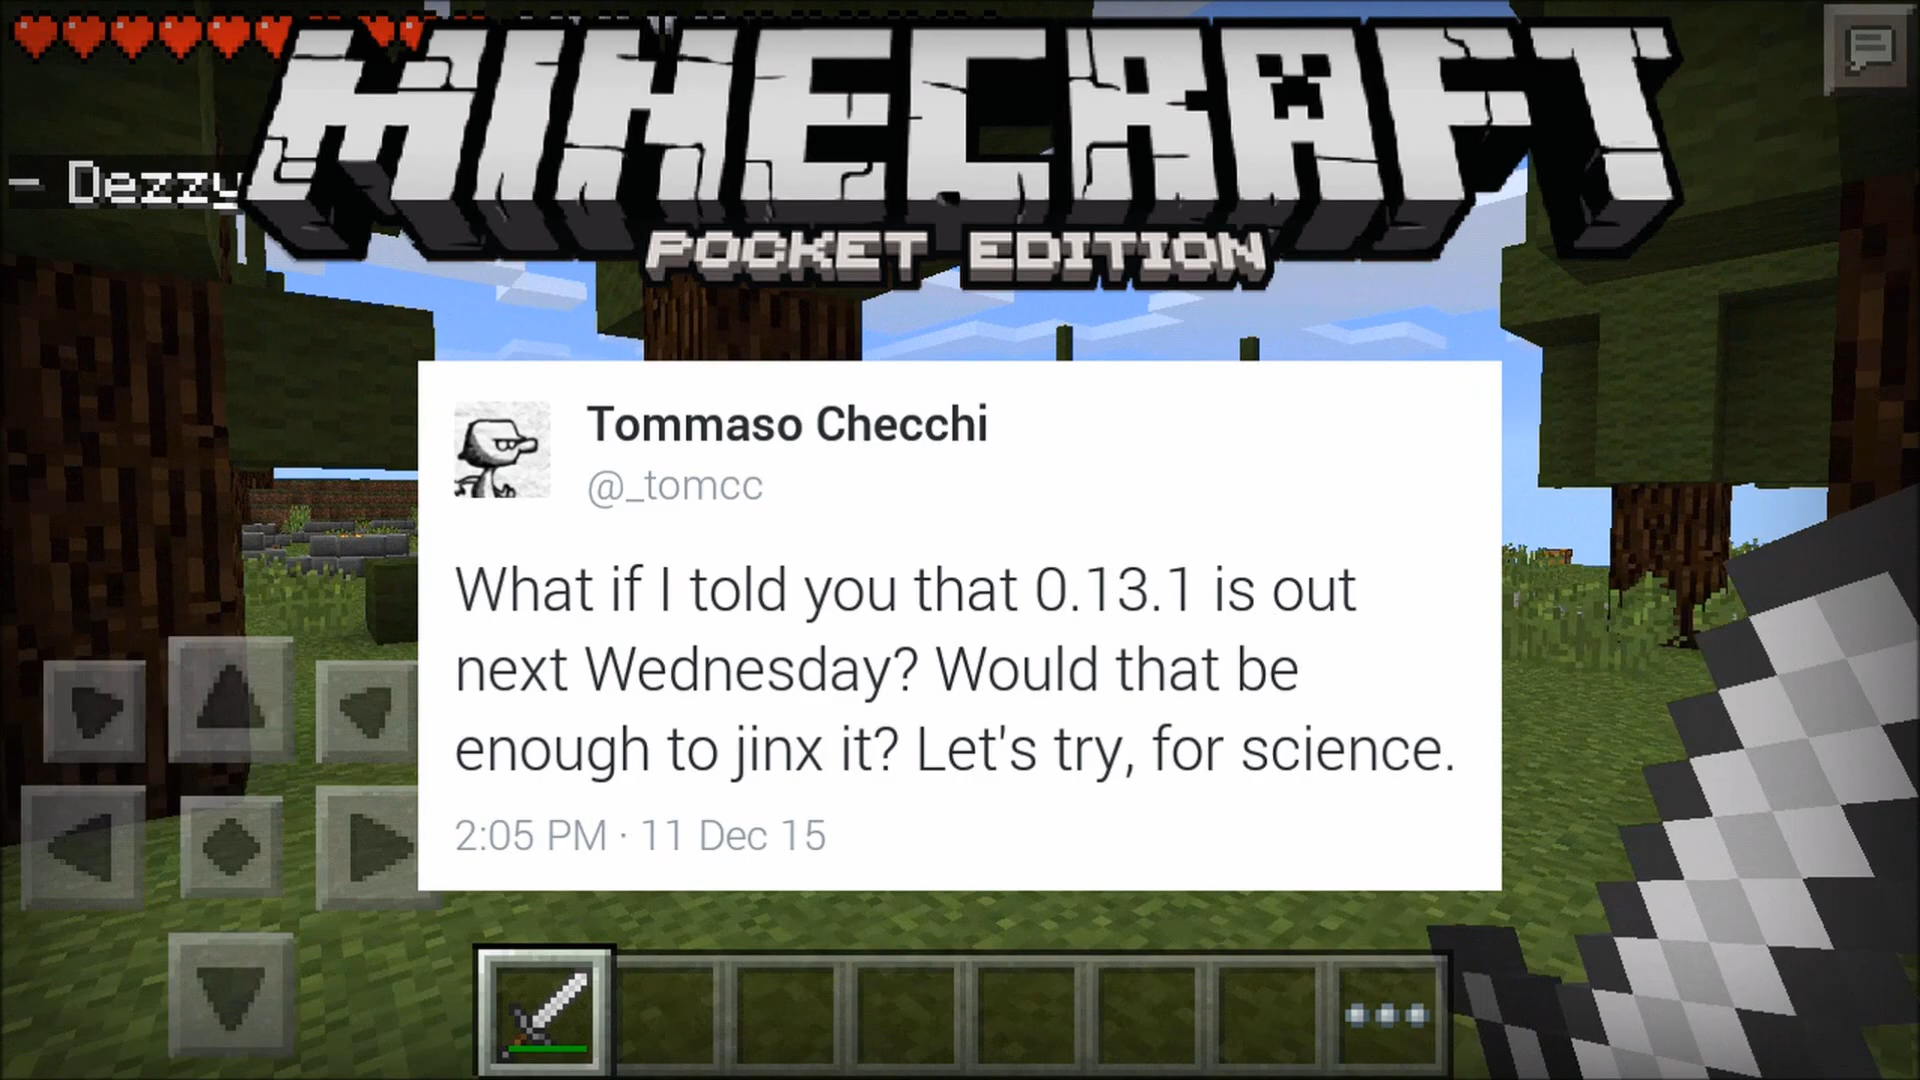 MINECRAFT
POCKET EDITION
- Dezzy
Tommaso Checchi
@_tomcc
What if I told you that 0.13.1 is out
next Wednesday? Would that be
enough to jinx it? Let's try, for science.
2:05 PM · 11 Dec 15